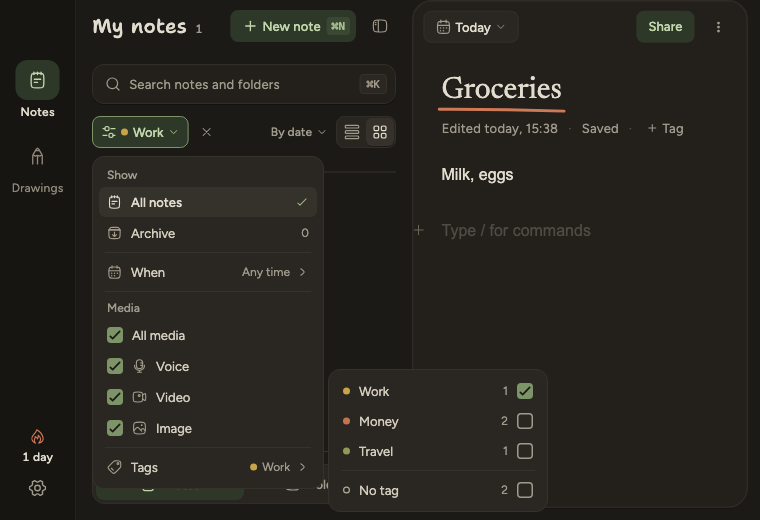 My notes 1
+ New note ⌘N
Search notes and folders ⌘K
Work
By date
Notes
Drawings
1 day
Show
All notes
Archive 0
When Any time
Media
All media
Voice
Video
Image
Tags Work
Work 1
Money 2
Travel 1
No tag 2
Today
Share
Groceries
Edited today, 15:38 · Saved · + Tag
Milk, eggs
+ Type / for commands